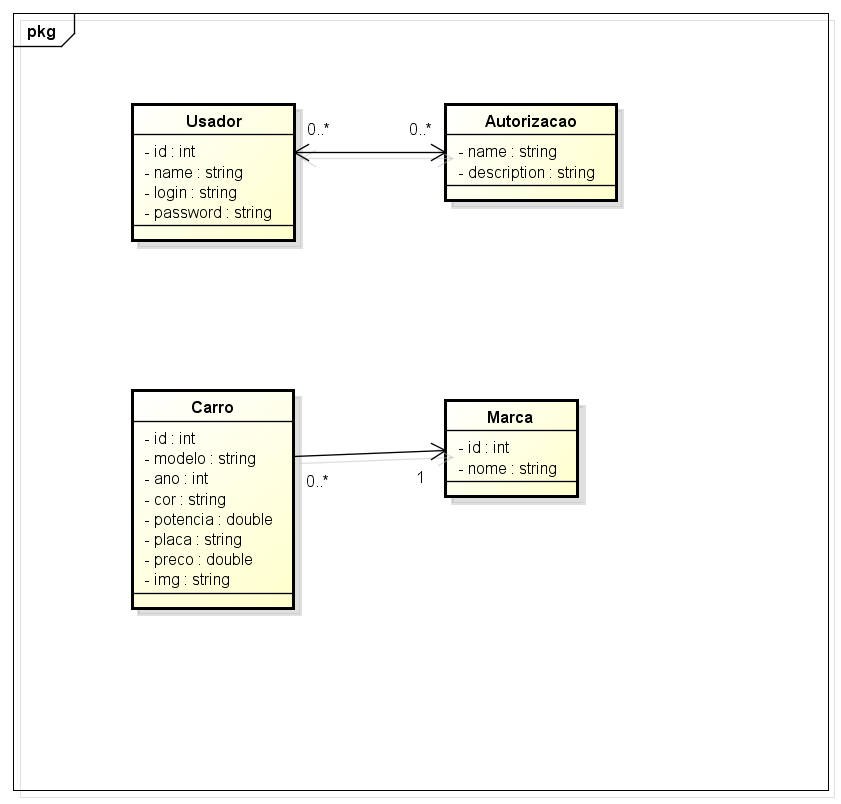 pkg
Usador
- id : int
- name : string
- login : string
- password : string
0..*
0..*
Autorizacao
- name : string
- description : string
Carro
- id : int
- modelo : string
- ano : int
- cor : string
- potencia : double
- placa : string
- preco : double
- img : string
0..*
1
Marca
- id : int
- nome : string